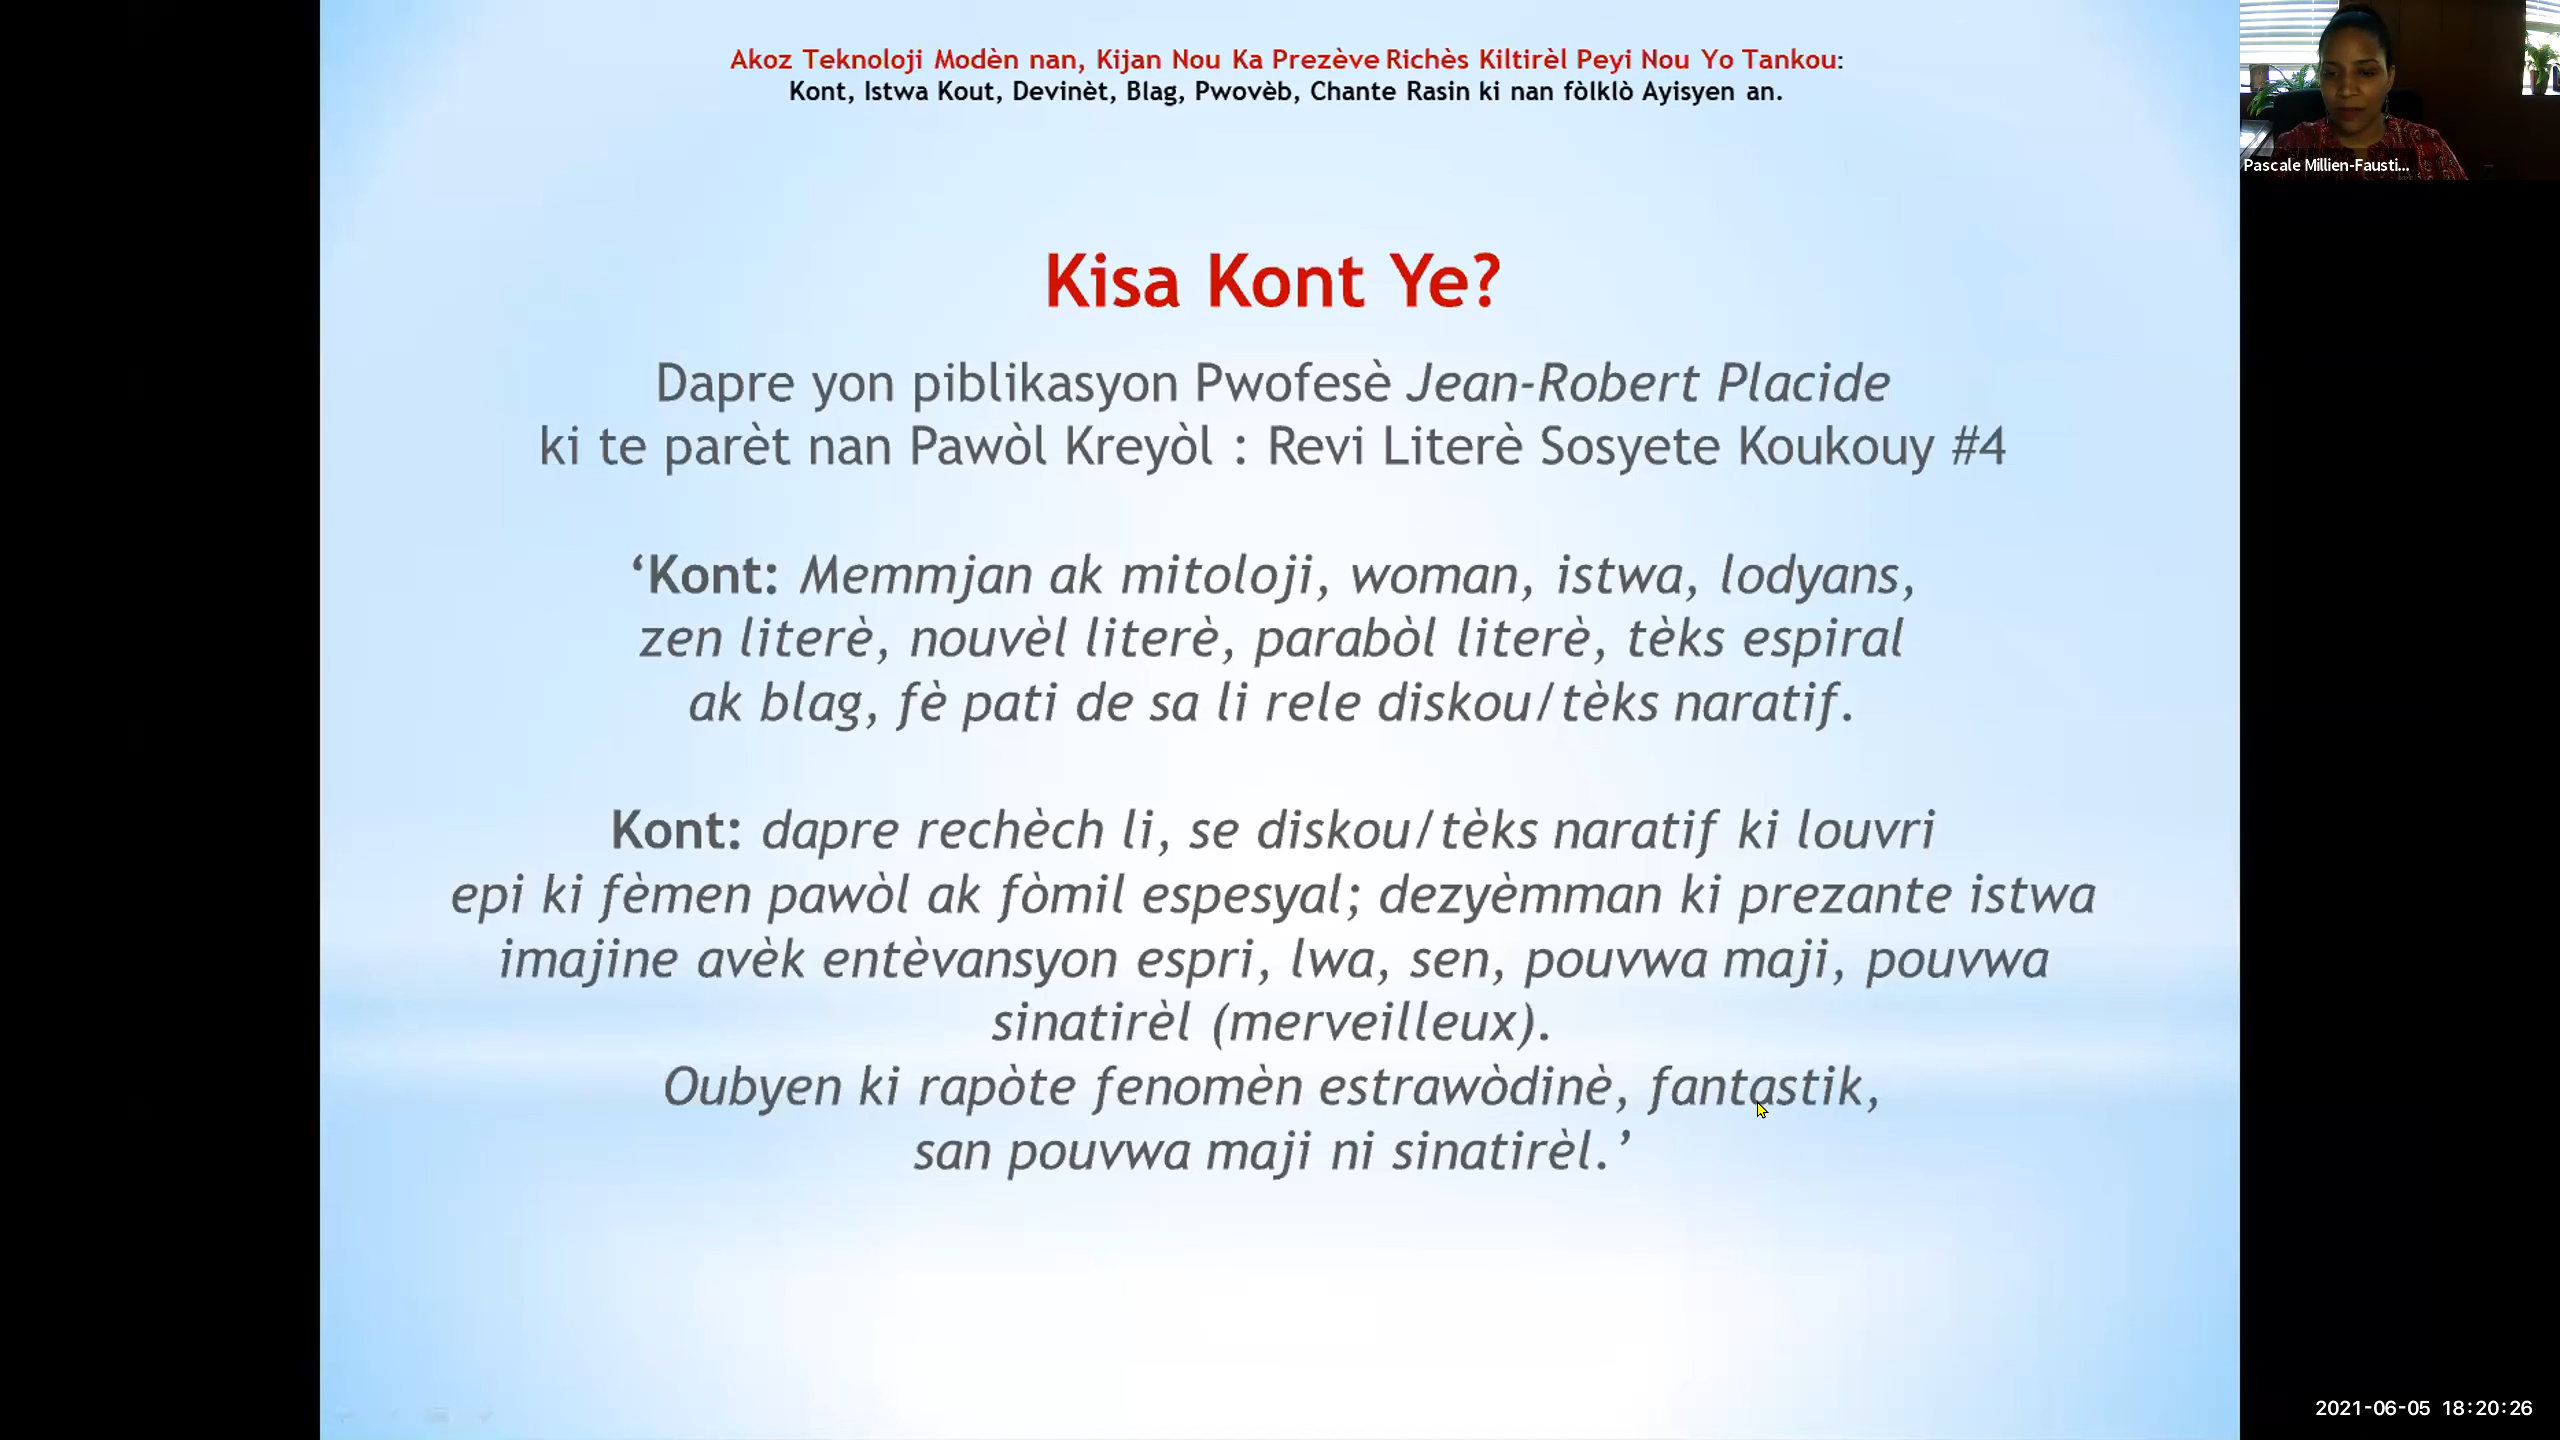 Akoz Teknoloji Modèn nan, Kijan Nou Ka Prezève Richès Kiltirèl Peyi Nou Yo Tankou:
Kont, Istwa Kout, Devinèt, Blag, Pwovèb, Chante Rasin ki nan fòlklò Ayisyen an.
Pascale Millien-Fausti...
Kisa Kont Ye?
Dapre yon piblikasyon Pwofesè Jean-Robert Placide
ki te parèt nan Pawòl Kreyòl : Revi Literè Sosyete Koukouy #4
‘Kont: Memmjan ak mitoloji, woman, istwa, lodyans,
zen literè, nouvèl literè, parabòl literè, tèks espiral
ak blag, fè pati de sa li rele diskou/tèks naratif.
Kont: dapre rechèch li, se diskou/tèks naratif ki louvri
epi ki fèmen pawòl ak fòmil espesyal; dezyèmman ki prezante istwa
imajine avèk entèvansyon espri, lwa, sen, pouvwa maji, pouvwa
sinatirèl (merveilleux).
Oubyen ki rapòte fenomèn estrawòdinè, fantastik,
san pouvwa maji ni sinatirèl.’
2021-06-05 18:20:26